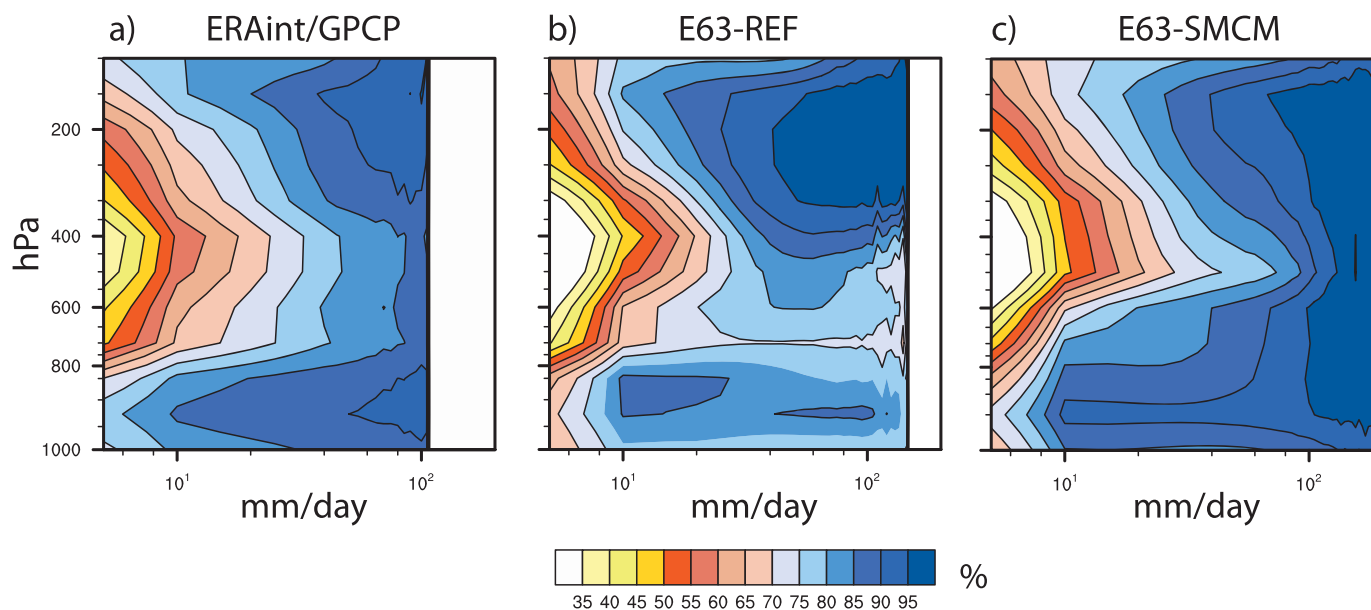 a) ERAint/GPCP b) E63-REF c) E63-SMCM
hPa
200
400
600
800
1000
10¹ 10² 10¹ 10² 10¹ 10²
mm/day mm/day mm/day
35 40 45 50 55 60 65 70 75 80 85 90 95 %